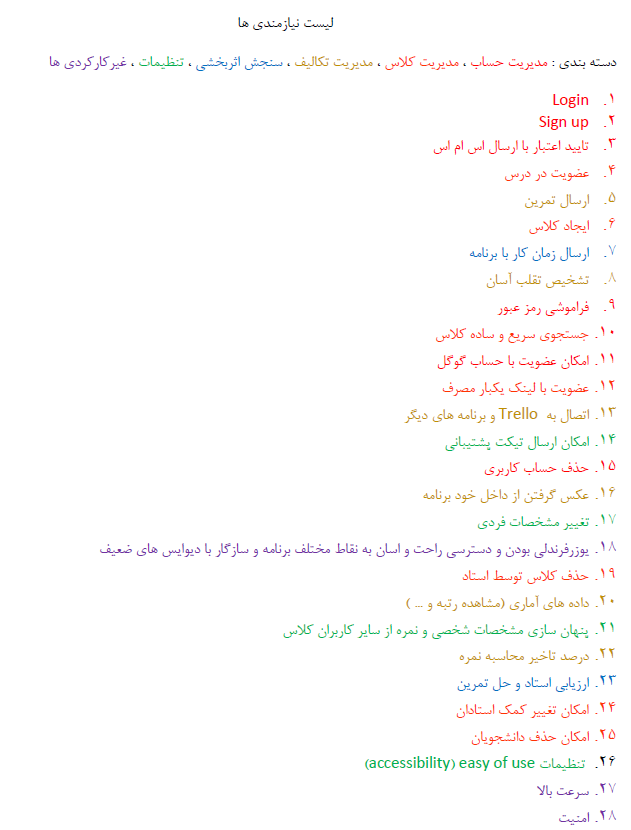 لیست نیازمندی ها
دسته بندی : مدیریت حساب ، مدیریت کلاس ، مدیریت تکالیف ، سنجش اثربخشی ، تنظیمات ، غیرکارکردی ها
۱. Login
۲. Sign up
۳. تایید اعتبار با ارسال اس ام اس
۴. عضویت در درس
۵. ارسال تمرین
۶. ایجاد کلاس
۷. ارسال زمان کار با برنامه
۸. تشخیص تقلب آسان
۹. فراموشی رمز عبور
۱۰. جستجوی سریع و ساده کلاس
۱۱. امکان عضویت با حساب گوگل
۱۲. عضویت با لینک یکبار مصرف
۱۳. اتصال به Trello و برنامه های دیگر
۱۴. امکان ارسال تیکت پشتیبانی
۱۵. حذف حساب کاربری
۱۶. عکس گرفتن از داخل خود برنامه
۱۷. تغییر مشخصات فردی
۱۸. یوزرفرندلی بودن و دسترسی راحت و اسان به نقاط مختلف برنامه و سازگار با دیوایس های ضعیف
۱۹. حذف کلاس توسط استاد
۲۰. داده های آماری (مشاهده رتبه و ... )
۲۱. پنهان سازی مشخصات شخصی و نمره از سایر کاربران کلاس
۲۲. درصد تاخیر محاسبه نمره
۲۳. ارزیابی استاد و حل تمرین
۲۴. امکان تغییر کمک استادان
۲۵. امکان حذف دانشجویان
۲۶. تنظیمات easy of use (accessibility)
۲۷. سرعت بالا
۲۸. امنیت